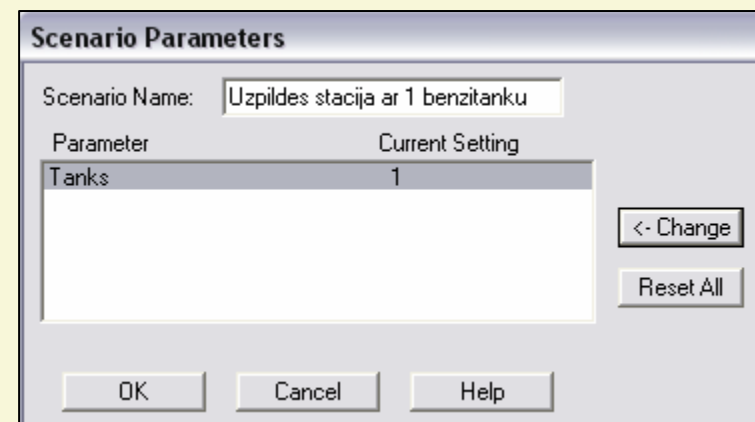 Scenario Parameters
Scenario Name: Uzpildes stacija ar 1 benzitanku
Parameter Current Setting
Tanks 1
<- Change
Reset All
OK Cancel Help